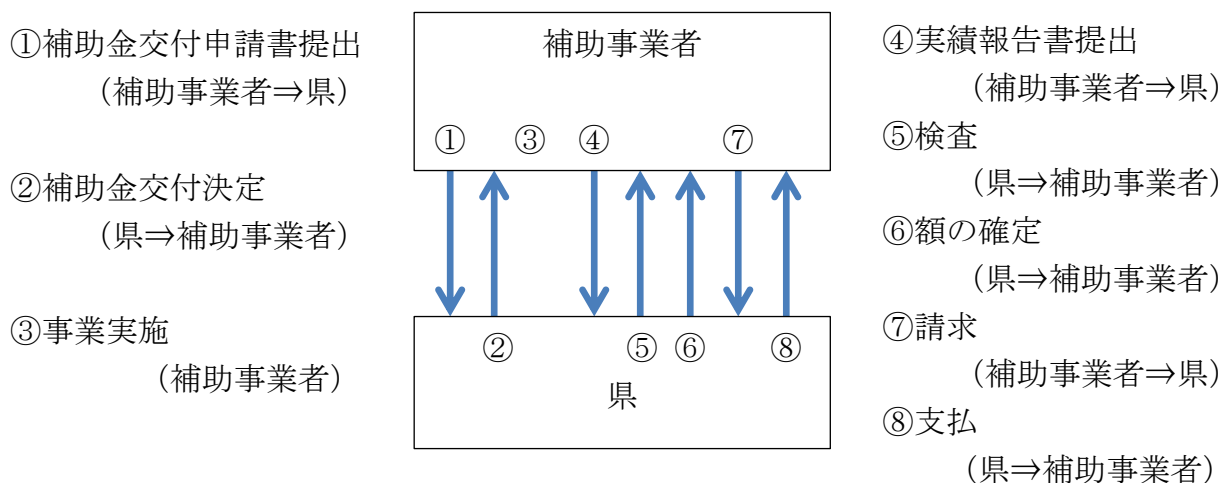 ①補助金交付申請書提出
（補助事業者⇒県）
②補助金交付決定
（県⇒補助事業者）
③事業実施
（補助事業者）
補助事業者
① ③ ④ ⑦
② ⑤ ⑥ ⑧
県
④実績報告書提出
（補助事業者⇒県）
⑤検査
（県⇒補助事業者）
⑥額の確定
（県⇒補助事業者）
⑦請求
（補助事業者⇒県）
⑧支払
（県⇒補助事業者）